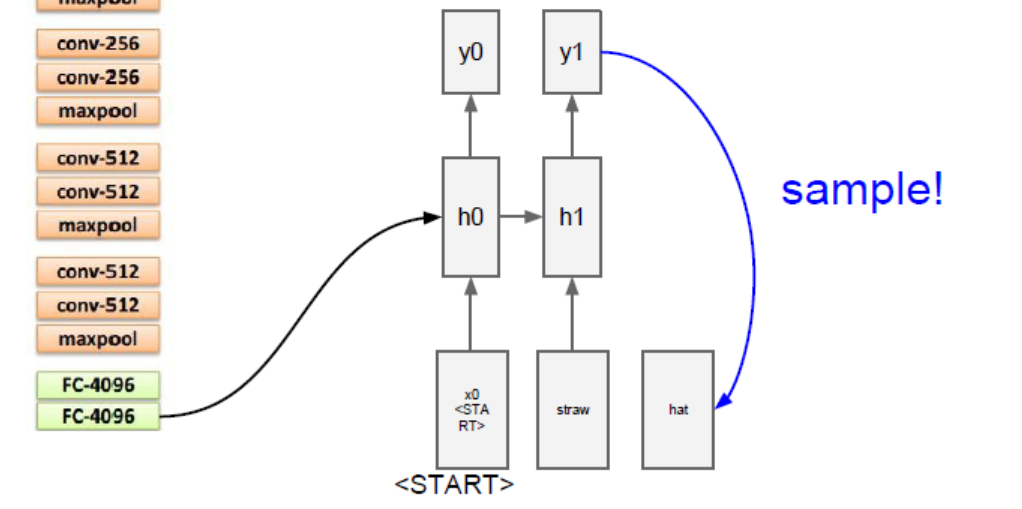 maxpool
conv-256
conv-256
maxpool
conv-512
conv-512
maxpool
conv-512
conv-512
maxpool
FC-4096
FC-4096
y0
y1
h0
h1
sample!
x0
<STA
RT>
straw
hat
<START>